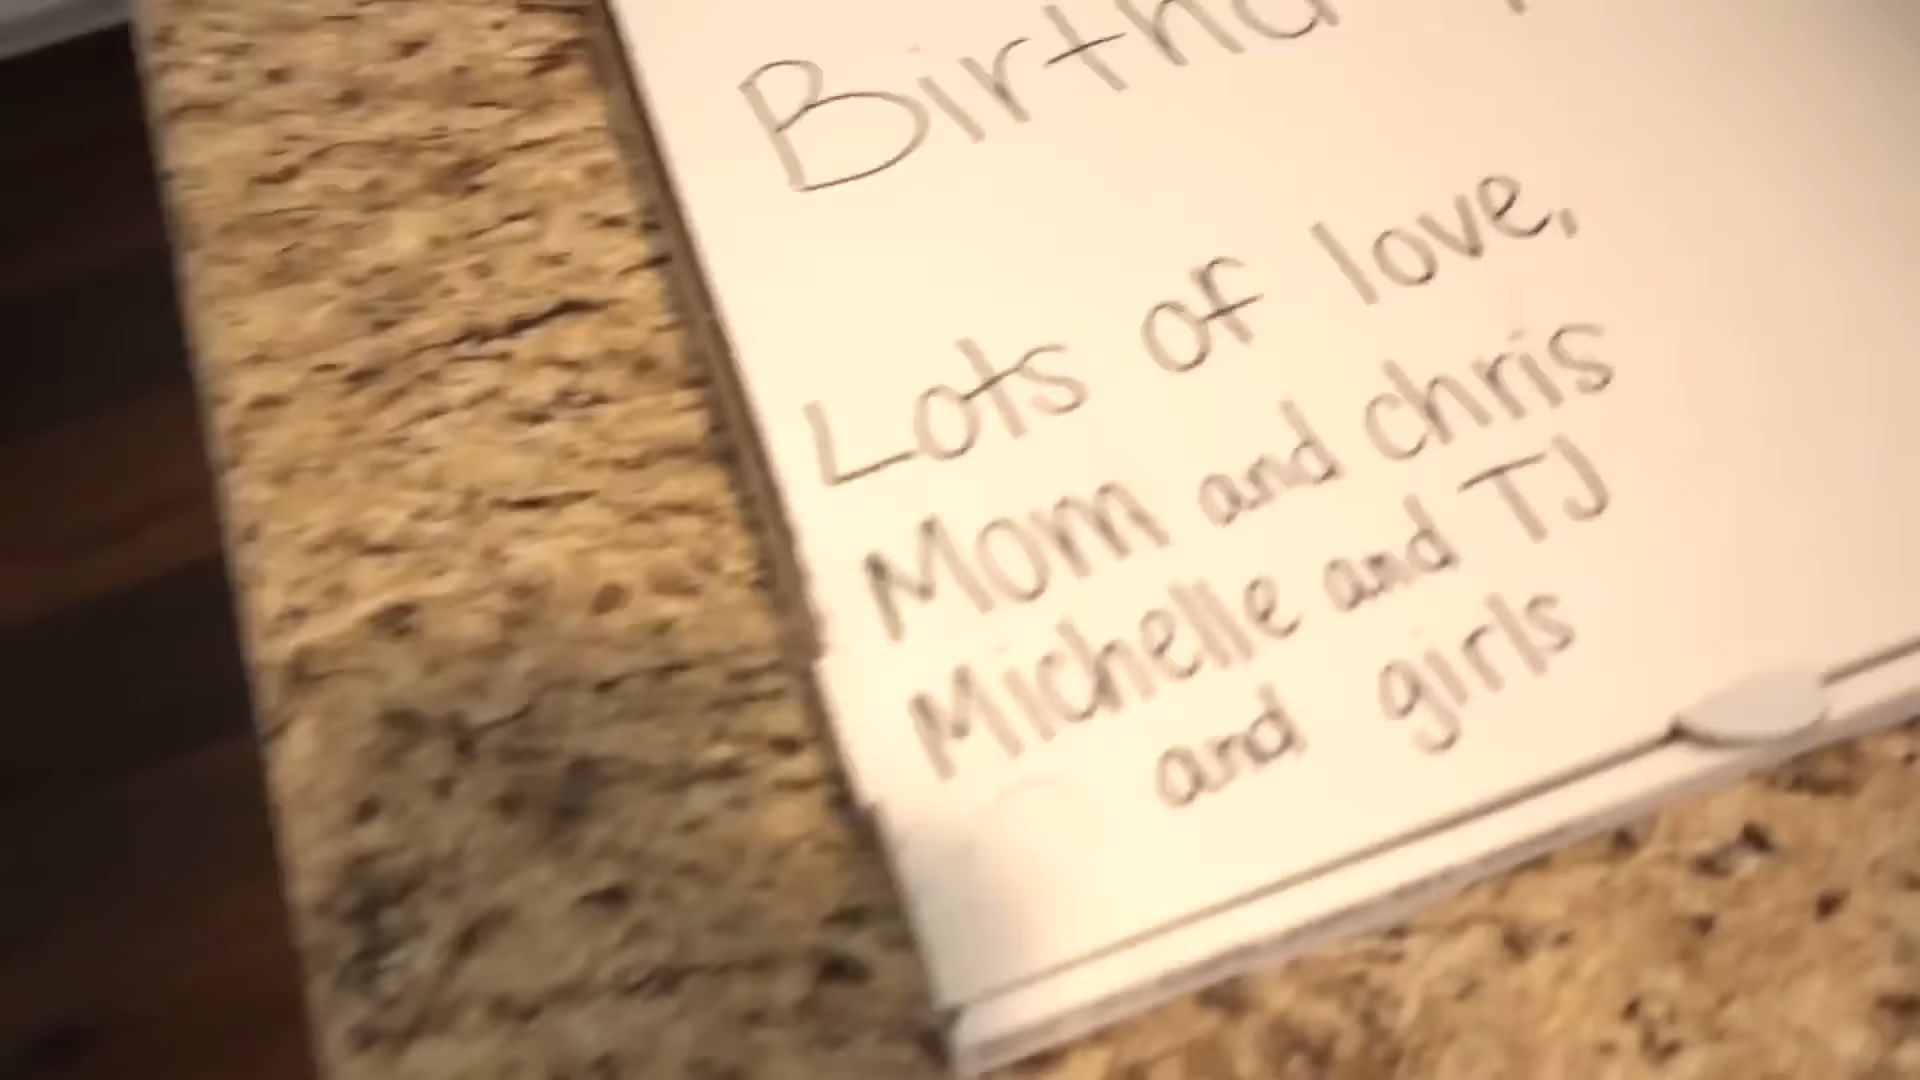 Lots of love,
Mom and chris
Michelle and TJ
and girls